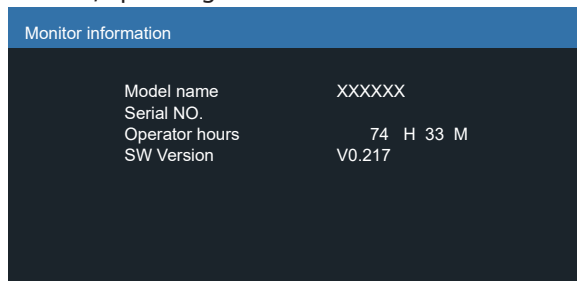 Monitor information
Model name XXXXXX
Serial NO.
Operator hours 74 H 33 M
SW Version V0.217